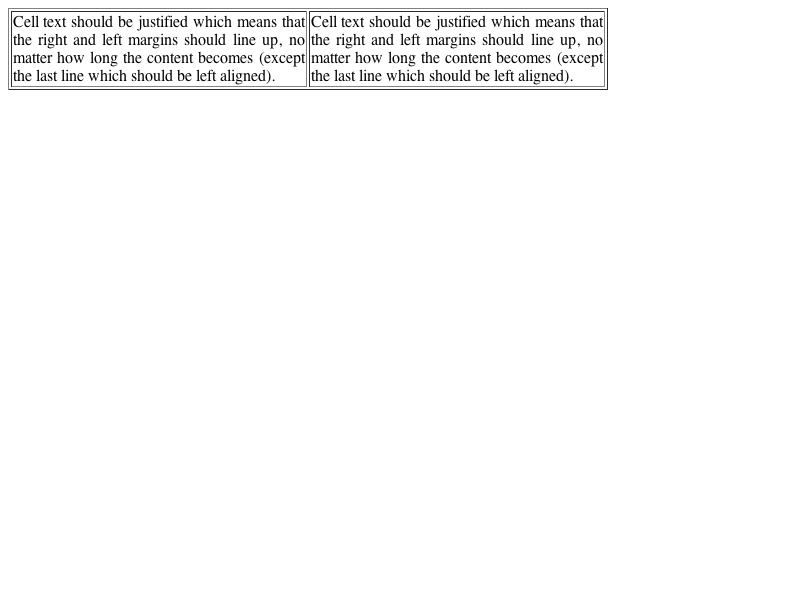 Cell text should be justified which means that
the right and left margins should line up, no
matter how long the content becomes (except
the last line which should be left aligned).
Cell text should be justified which means that
the right and left margins should line up, no
matter how long the content becomes (except
the last line which should be left aligned).